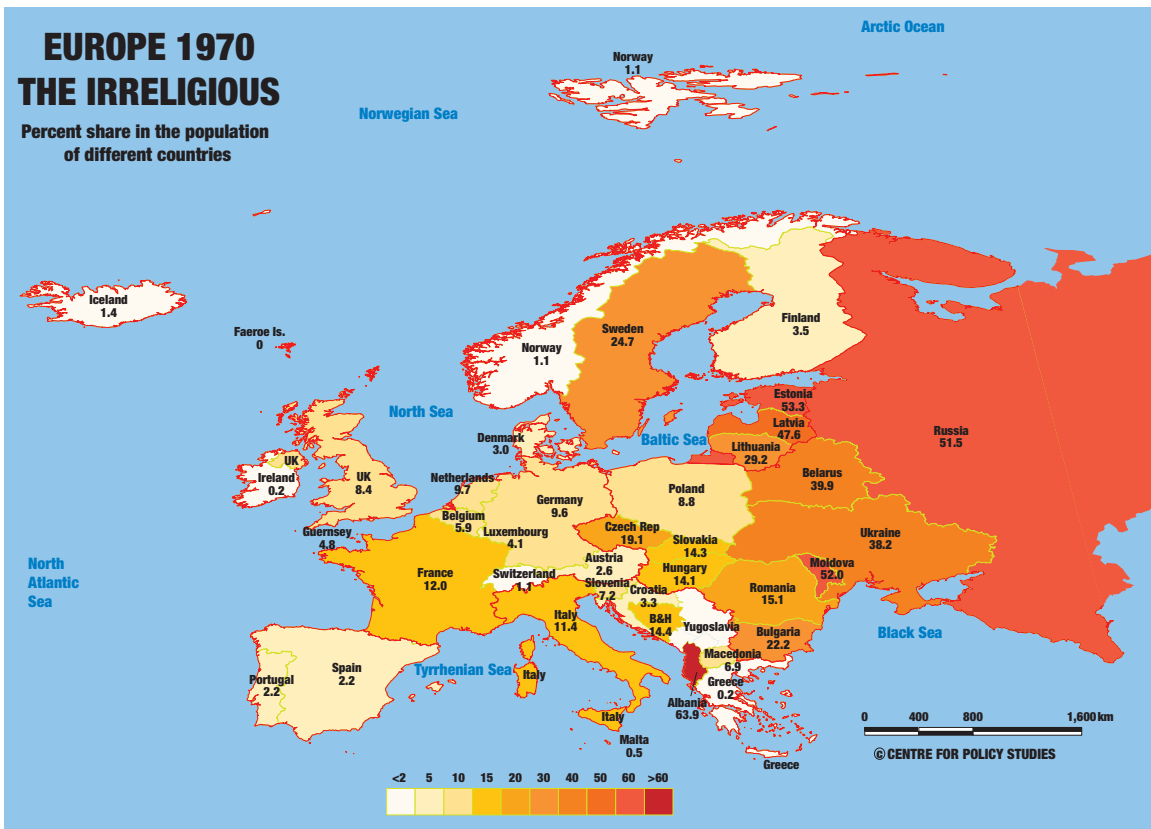 EUROPE 1970
THE IRRELIGIOUS
Percent share in the population
of different countries
Arctic Ocean
Norway
1.1
Norwegian Sea
Iceland
1.4
Faeroe Is.
0
Norway
1.1
Sweden
24.7
Finland
3.5
Estonia
53.3
Latvia
47.6
Lithuania
29.2
Russia
51.5
North Sea
Baltic Sea
Denmark
3.0
UK
Ireland
0.2
UK
8.4
Netherlands
9.7
Belgium
5.9
Germany
9.6
Luxembourg
4.1
Poland
8.8
Belarus
39.9
Guernsey
4.8
Czech Rep
19.1
Slovakia
14.3
Ukraine
38.2
North
Atlantic
Sea
France
12.0
Switzerland
1.1
Austria
2.6
Hungary
14.1
Moldova
52.0
Slovenia
7.2
Croatia
3.3
Romania
15.1
Italy
11.4
B&H
14.4
Yugoslavia
Bulgaria
22.2
Black Sea
Portugal
2.2
Spain
2.2
Tyrrhenian Sea
Italy
Macedonia
6.9
Greece
0.2
Albania
63.9
Italy
Malta
0.5
Greece
0 400 800 1,600km
© CENTRE FOR POLICY STUDIES
<2 5 10 15 20 30 40 50 60 >60